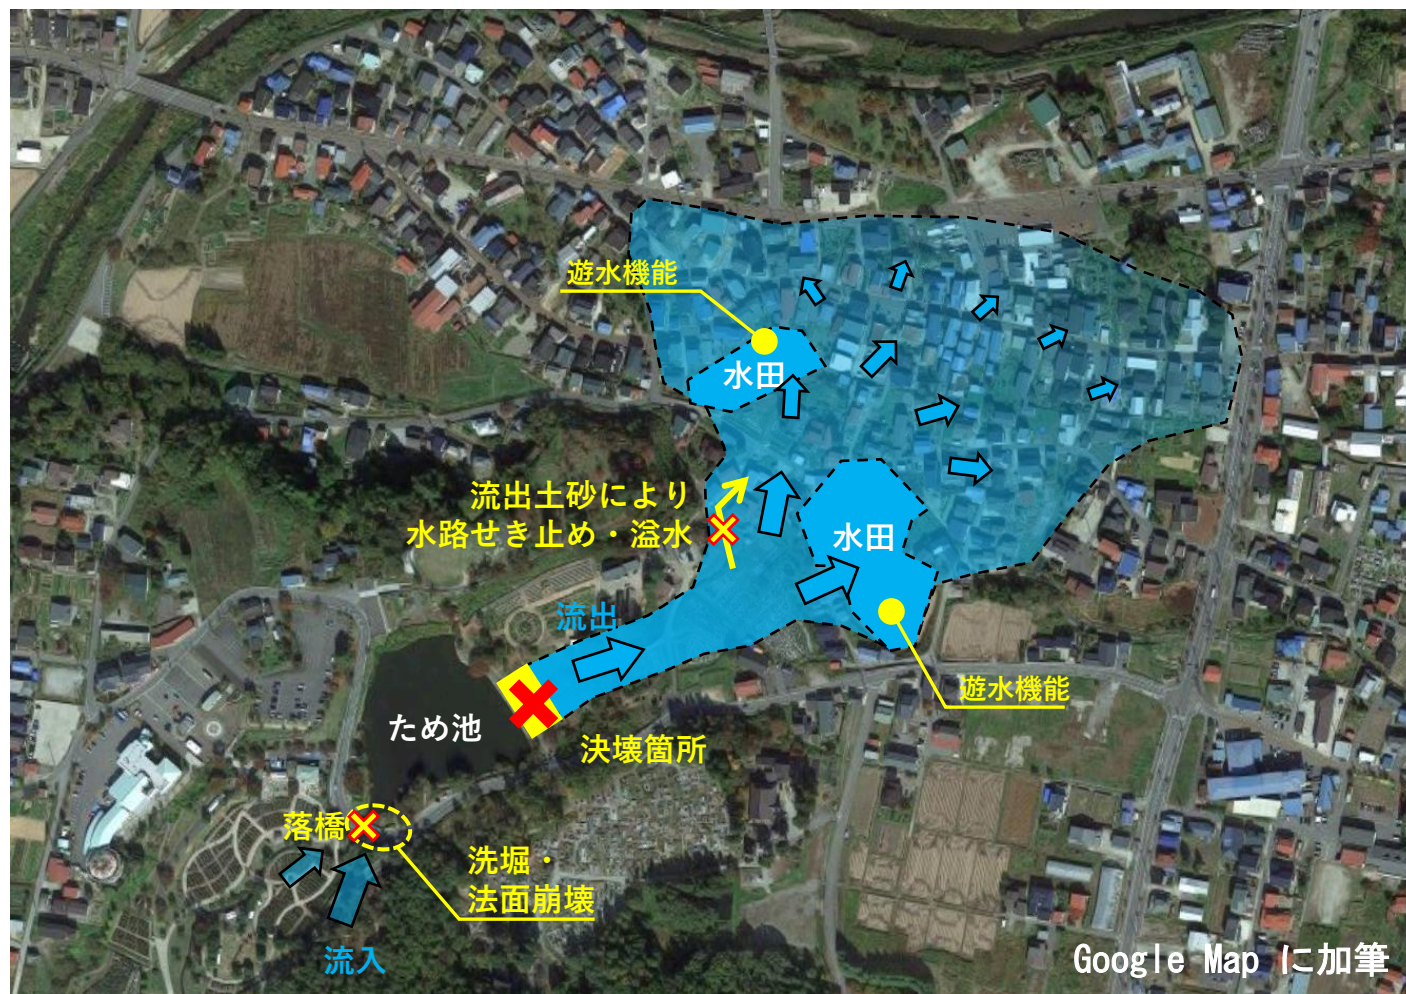 遊水機能
水田
流出土砂により
水路せき止め・溢水
水田
流出
遊水機能
ため池
決壊箇所
落橋
洗堀・
法面崩壊
流入
Google Map に加筆